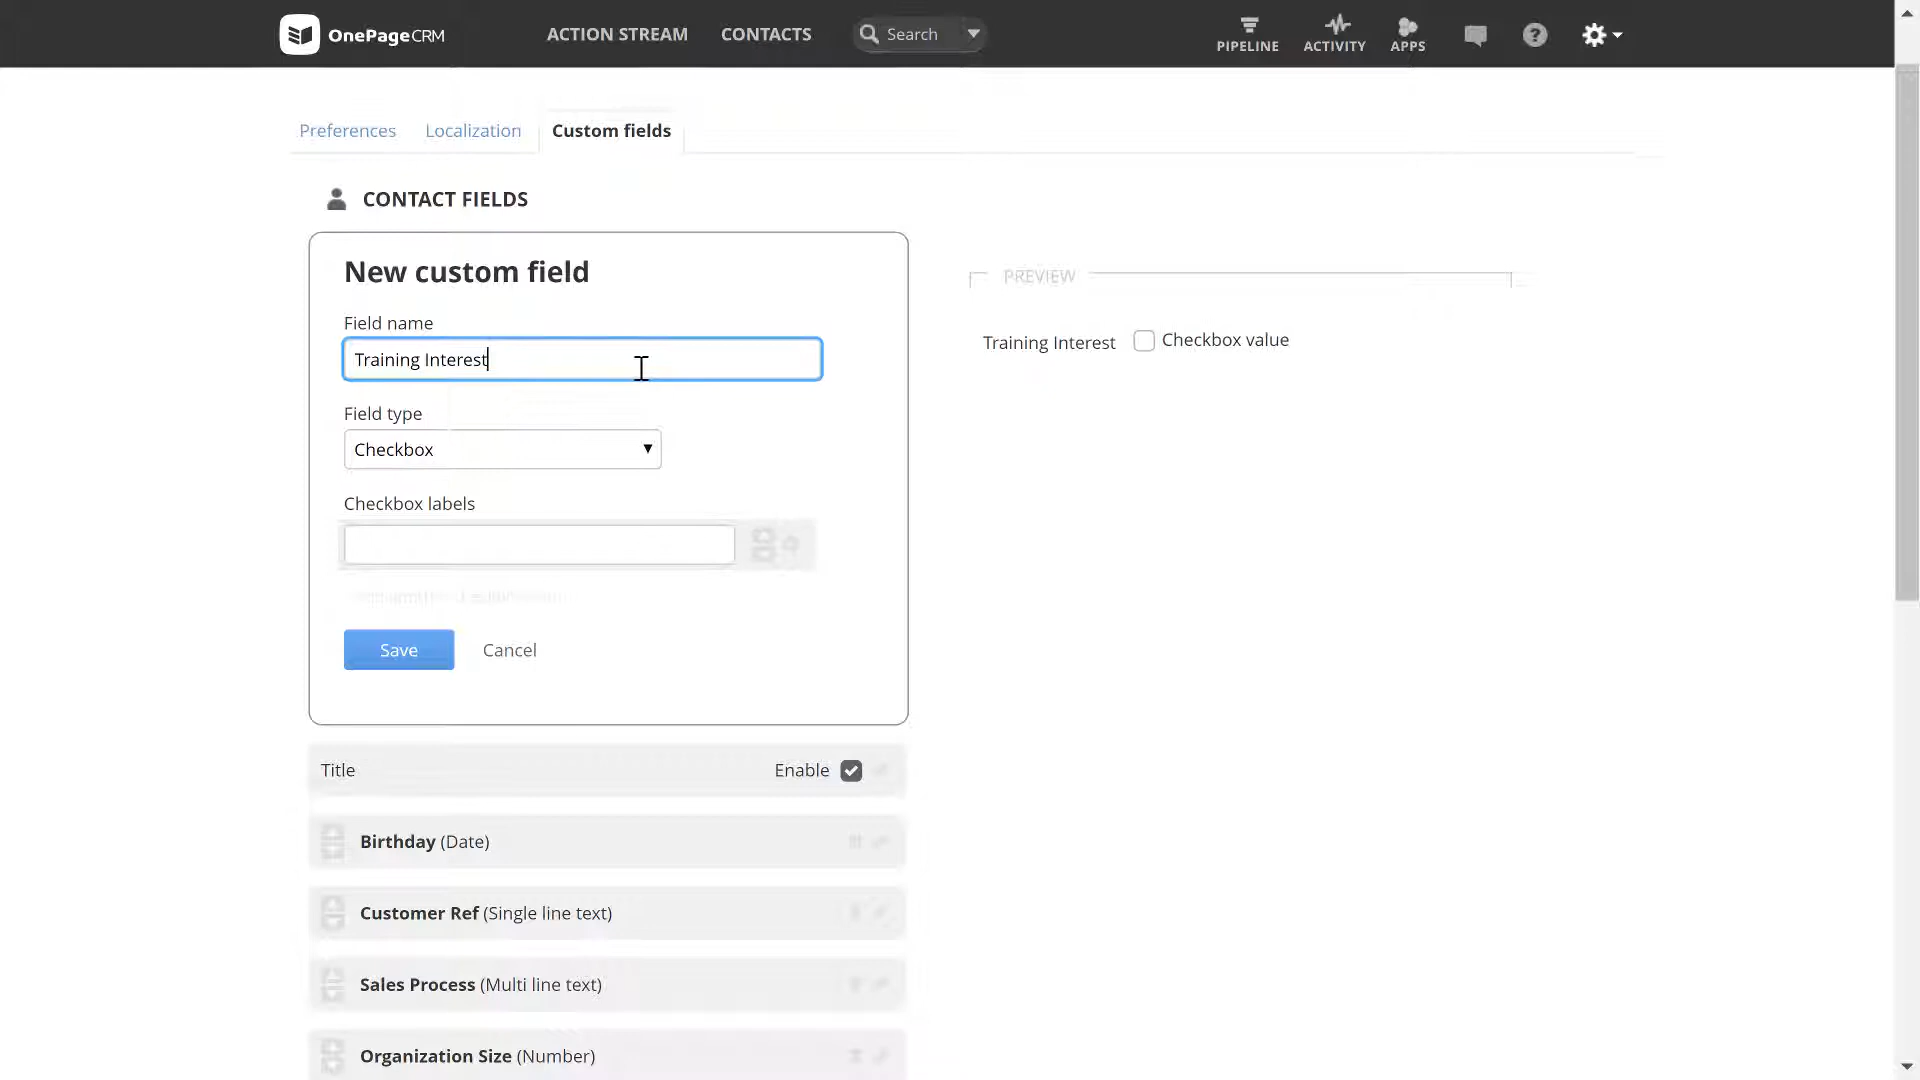 OnePageCRM ACTION STREAM CONTACTS Search PIPELINE ACTIVITY APPS
Preferences Localization Custom fields
CONTACT FIELDS
New custom field
PREVIEW
Field name
Training Interest
Training Interest Checkbox value
Field type
Checkbox
Checkbox labels
Save Cancel
Title Enable
Birthday (Date)
Customer Ref (Single line text)
Sales Process (Multi line text)
Organization Size (Number)